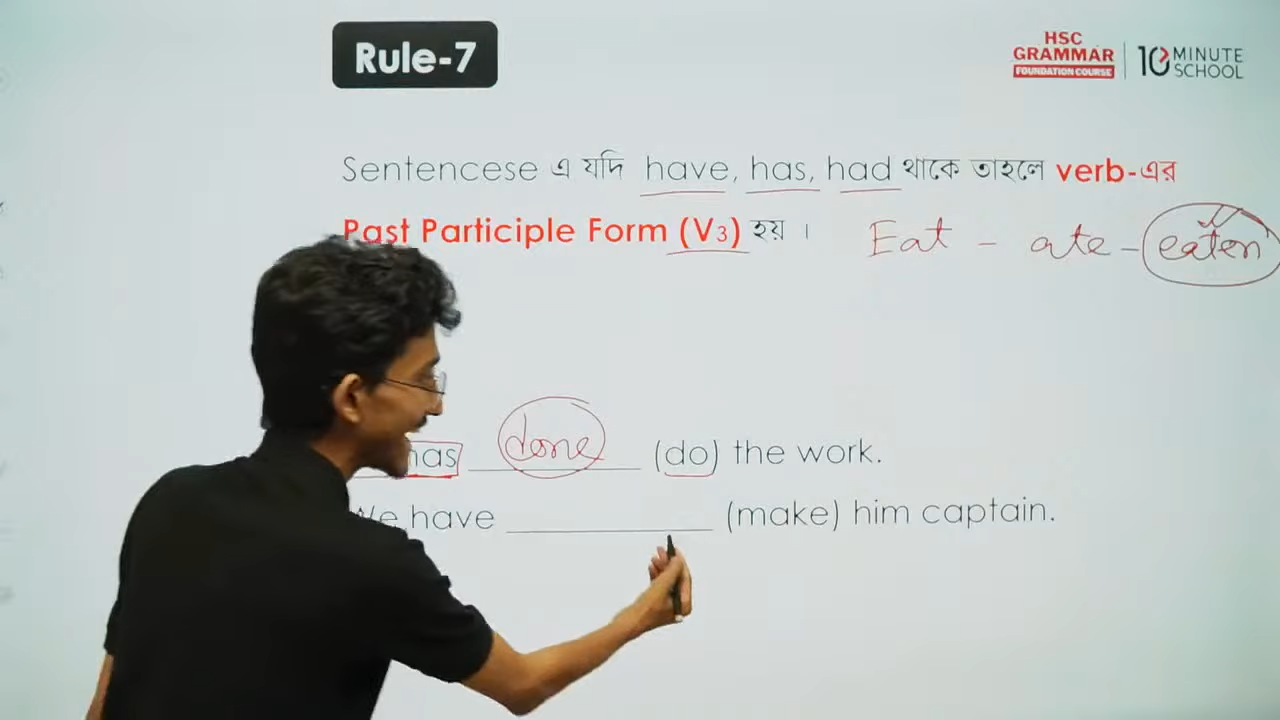 Rule-7
HSC
GRAMMAR
FOUNDATION COURSE
10 MINUTE
SCHOOL
Sentencese এ যদি have, has, had থাকে তাহলে verb-এর
Past Participle Form (V3) হয় । Eat - ate - eaten
has done (do) the work.
We have (make) him captain.